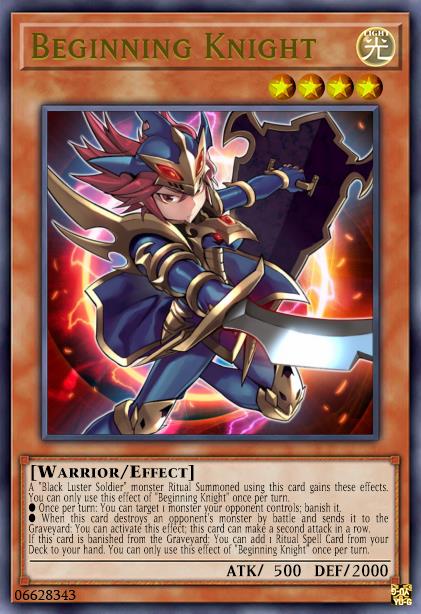 Beginning Knight
LIGHT
光
[Warrior/Effect]
A "Black Luster Soldier" monster Ritual Summoned using this card gains these effects.
You can only use this effect of "Beginning Knight" once per turn.
● Once per turn: You can target 1 monster your opponent controls; banish it.
● When this card destroys an opponent's monster by battle and sends it to the
Graveyard: You can activate this effect; this card can make a second attack in a row.
If this card is banished from the Graveyard: You can add 1 Ritual Spell Card from your
Deck to your hand. You can only use this effect of "Beginning Knight" once per turn.
ATK/ 500 DEF/2000
06628343